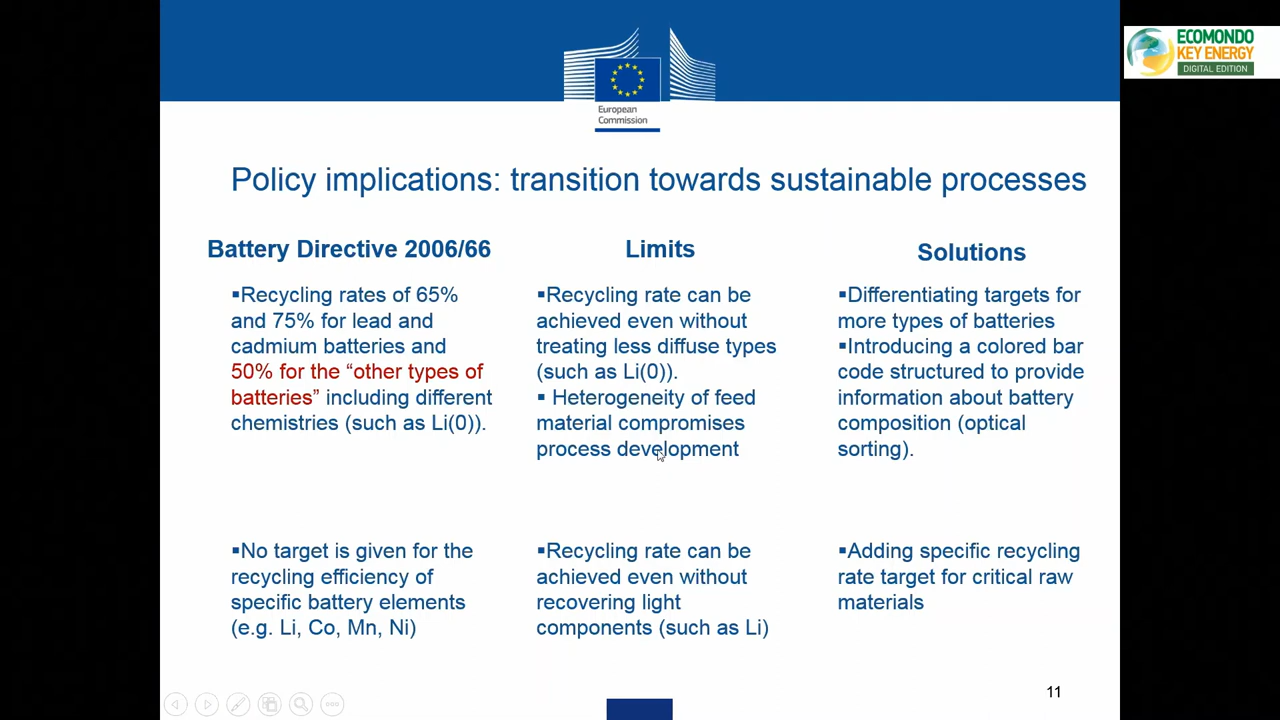 ECOMONDO
KEY ENERGY
DIGITAL EDITION
European
Commission
Policy implications: transition towards sustainable processes
Battery Directive 2006/66
▪Recycling rates of 65%
and 75% for lead and
cadmium batteries and
50% for the “other types of
batteries” including different
chemistries (such as Li(0)).
▪No target is given for the
recycling efficiency of
specific battery elements
(e.g. Li, Co, Mn, Ni)
Limits
▪Recycling rate can be
achieved even without
treating less diffuse types
(such as Li(0)).
▪ Heterogeneity of feed
material compromises
process development
▪Recycling rate can be
achieved even without
recovering light
components (such as Li)
Solutions
▪Differentiating targets for
more types of batteries
▪Introducing a colored bar
code structured to provide
information about battery
composition (optical
sorting).
▪Adding specific recycling
rate target for critical raw
materials
11